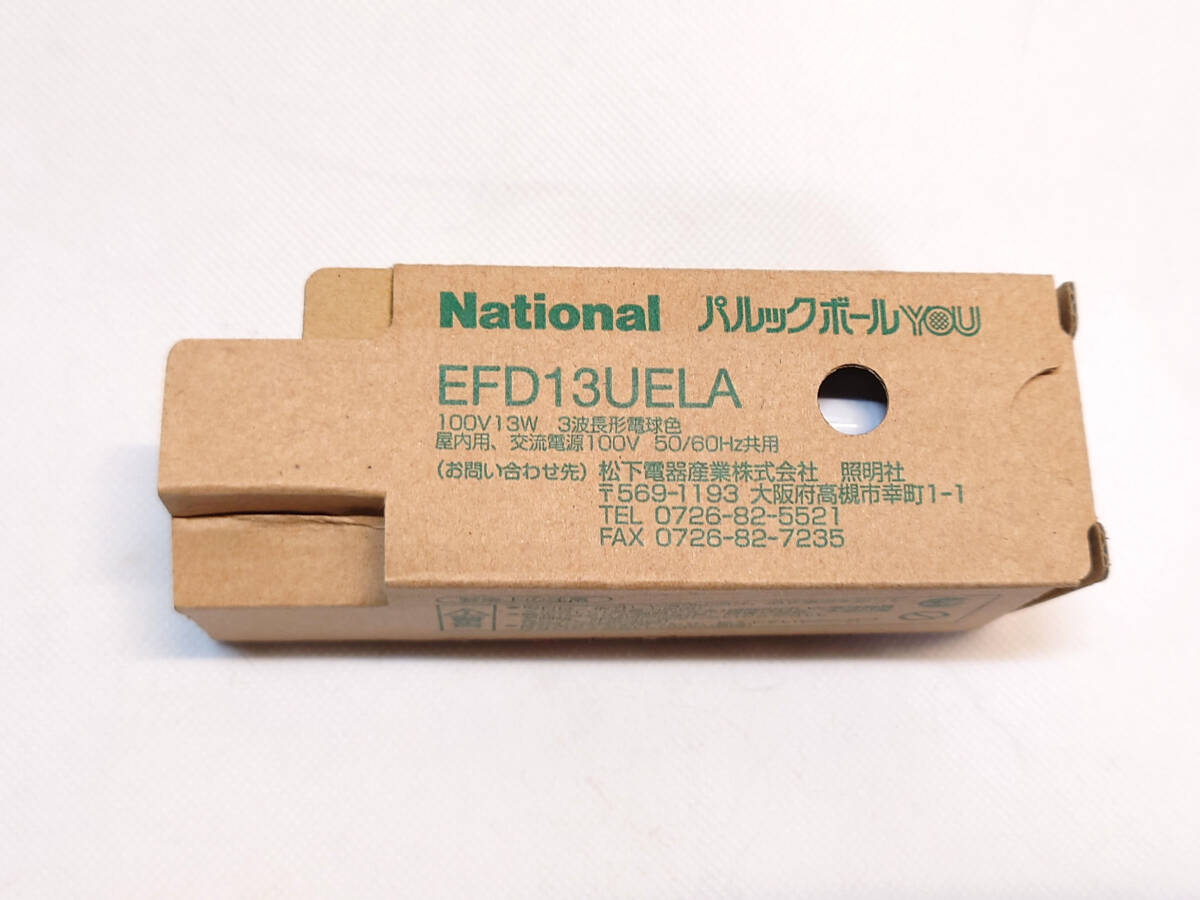 National パルックボールYOU
EFD13UELA
100V13W 3波長形電球色
屋内用、交流電源100V 50/60Hz共用
(お問い合わせ先) 松下電器産業株式会社 照明社
〒569-1193 大阪府高槻市幸町1-1
TEL 0726-82-5521
FAX 0726-82-7235